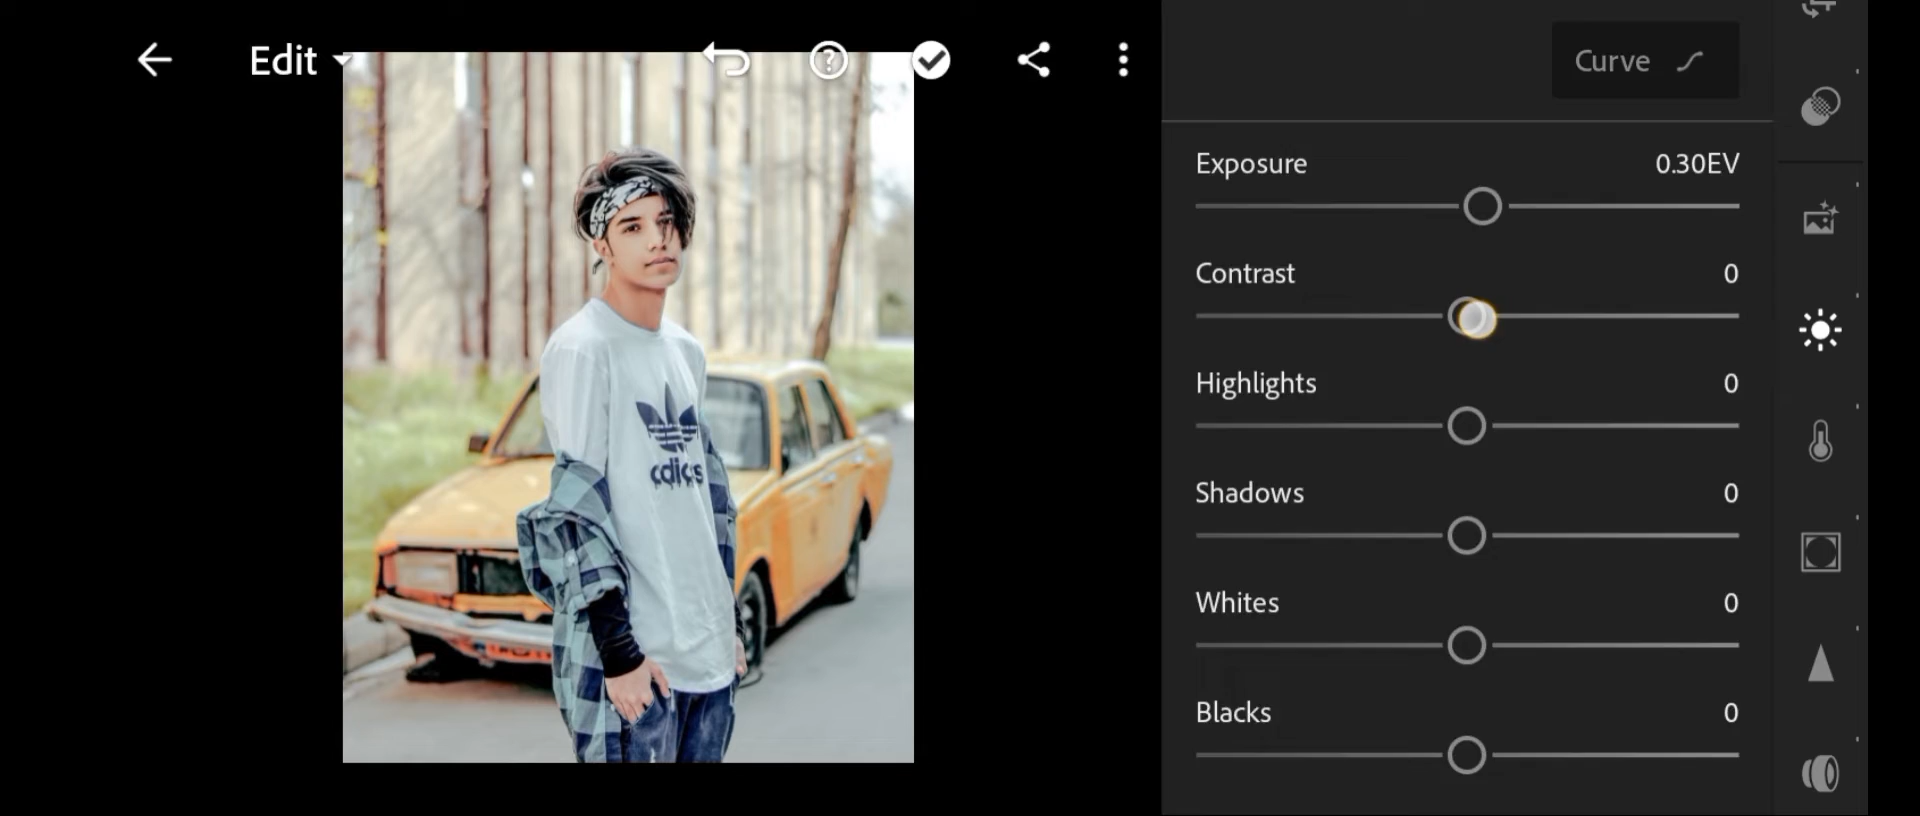 Edit
Curve
Exposure 0.30EV
Contrast 0
Highlights 0
Shadows 0
Whites 0
Blacks 0
adidas